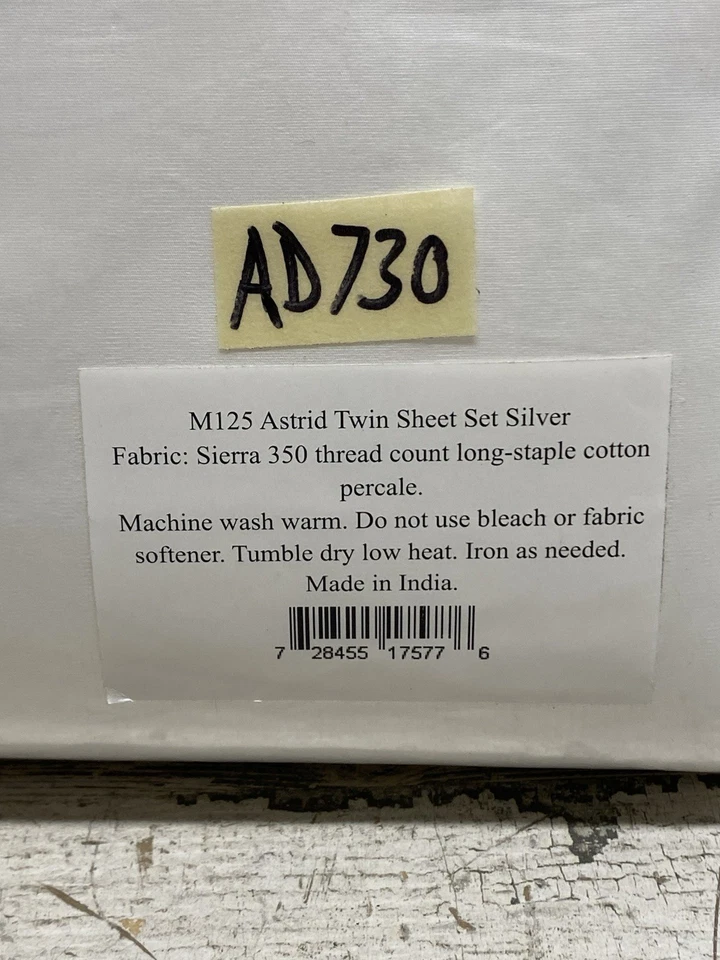 AD730
M125 Astrid Twin Sheet Set Silver
Fabric: Sierra 350 thread count long-staple cotton
percale.
Machine wash warm. Do not use bleach or fabric
softener. Tumble dry low heat. Iron as needed.
Made in India.
7 28455 17577 6